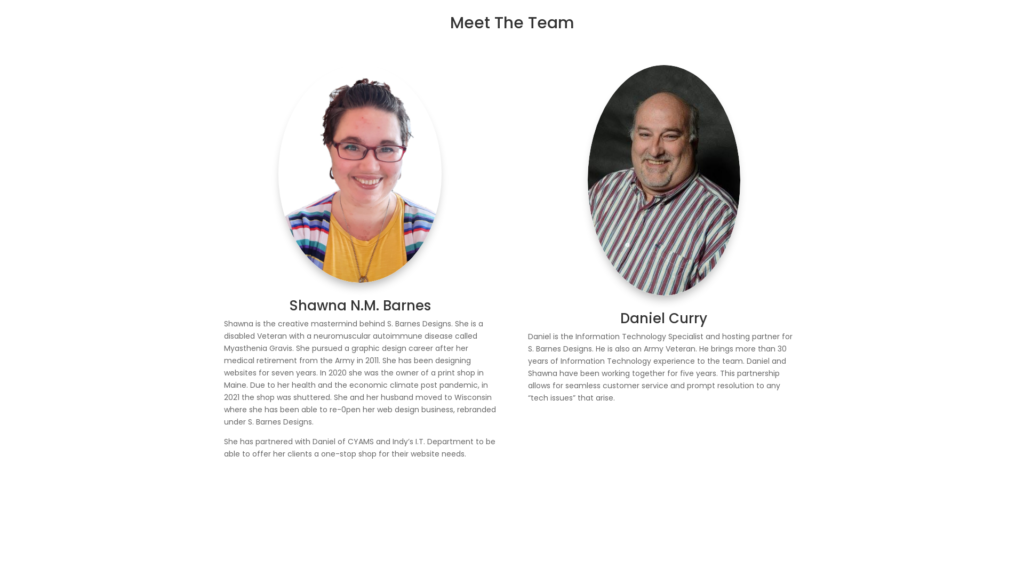 Meet The Team
Shawna N.M. Barnes
Shawna is the creative mastermind behind S. Barnes Designs. She is a
disabled Veteran with a neuromuscular autoimmune disease called
Myasthenia Gravis. She pursued a graphic design career after her
medical retirement from the Army in 2011. She has been designing
websites for seven years. In 2020 she was the owner of a print shop in
Maine. Due to her health and the economic climate post pandemic, in
2021 the shop was shuttered. She and her husband moved to Wisconsin
where she has been able to re-0pen her web design business, rebranded
under S. Barnes Designs.
She has partnered with Daniel of CYAMS and Indy's I.T. Department to be
able to offer her clients a one-stop shop for their website needs.
Daniel Curry
Daniel is the Information Technology Specialist and hosting partner for
S. Barnes Designs. He is also an Army Veteran. He brings more than 30
years of Information Technology experience to the team. Daniel and
Shawna have been working together for five years. This partnership
allows for seamless customer service and prompt resolution to any
“tech issues” that arise.